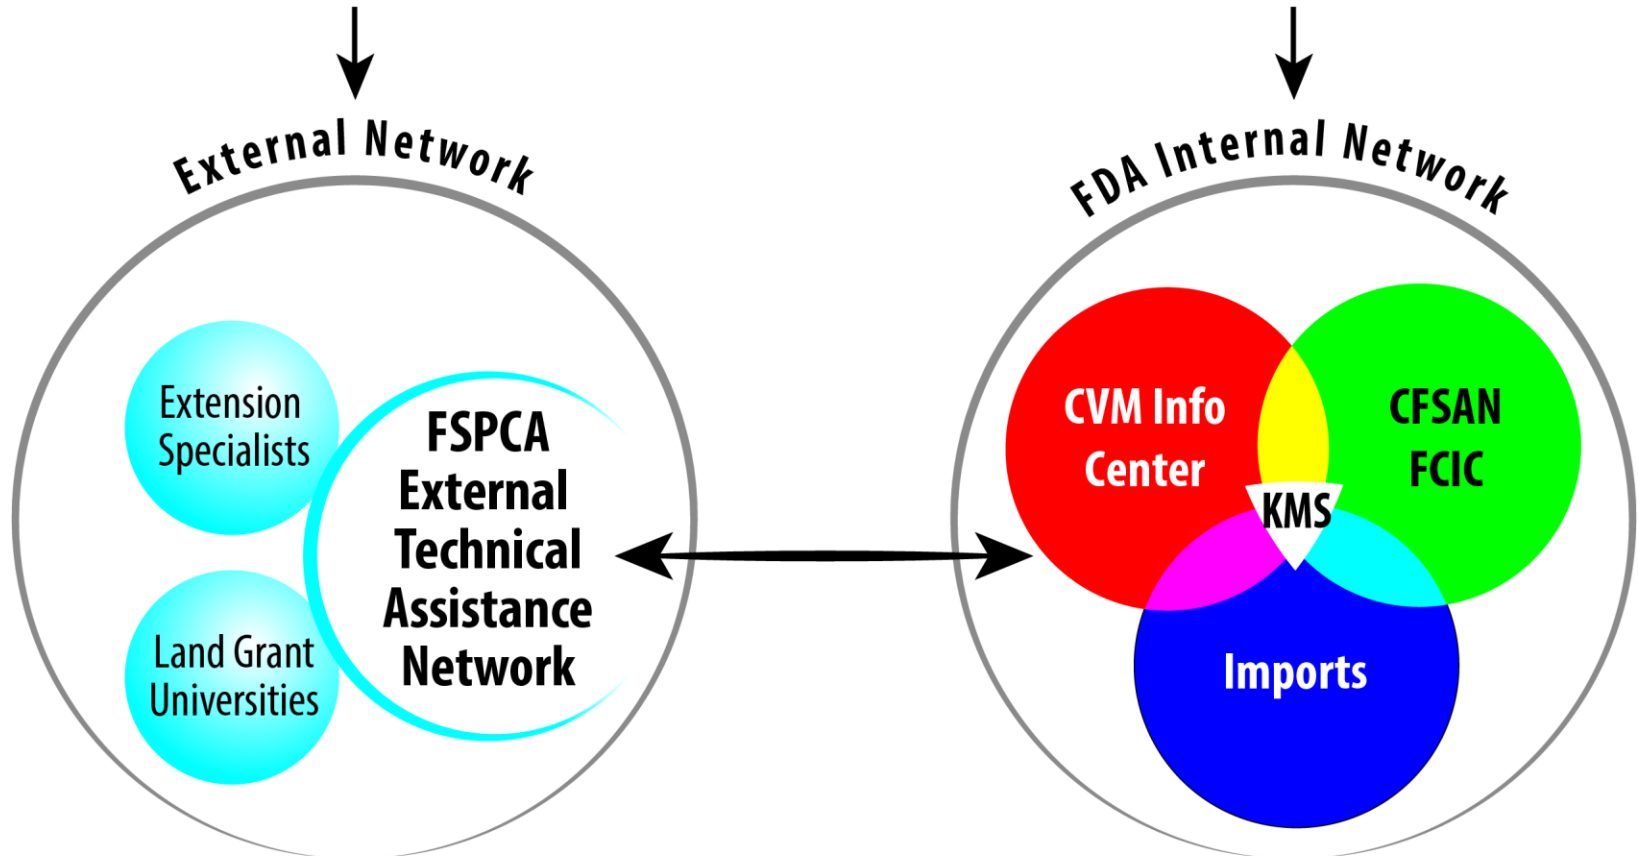 External Network
Extension
Specialists
Land Grant
Universities
FSPCA
External
Technical
Assistance
Network
FDA Internal Network
CVM Info
Center
CFSAN
FCIC
KMS
Imports